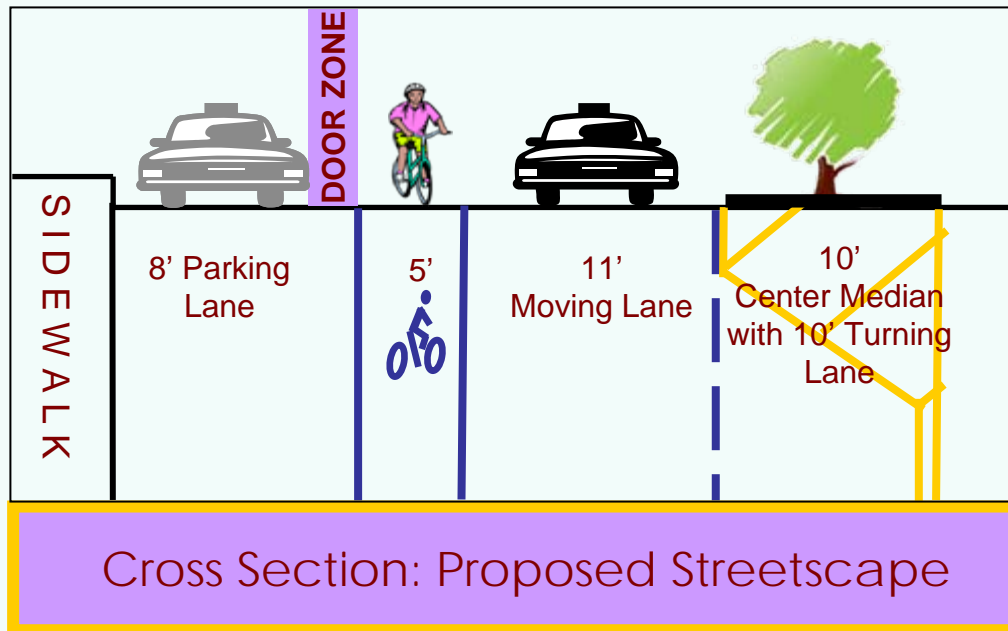 DOOR ZONE
SIDEWALK
8’ Parking
Lane
5’
11’
Moving Lane
10’
Center Median
with 10’ Turning
Lane
Cross Section: Proposed Streetscape